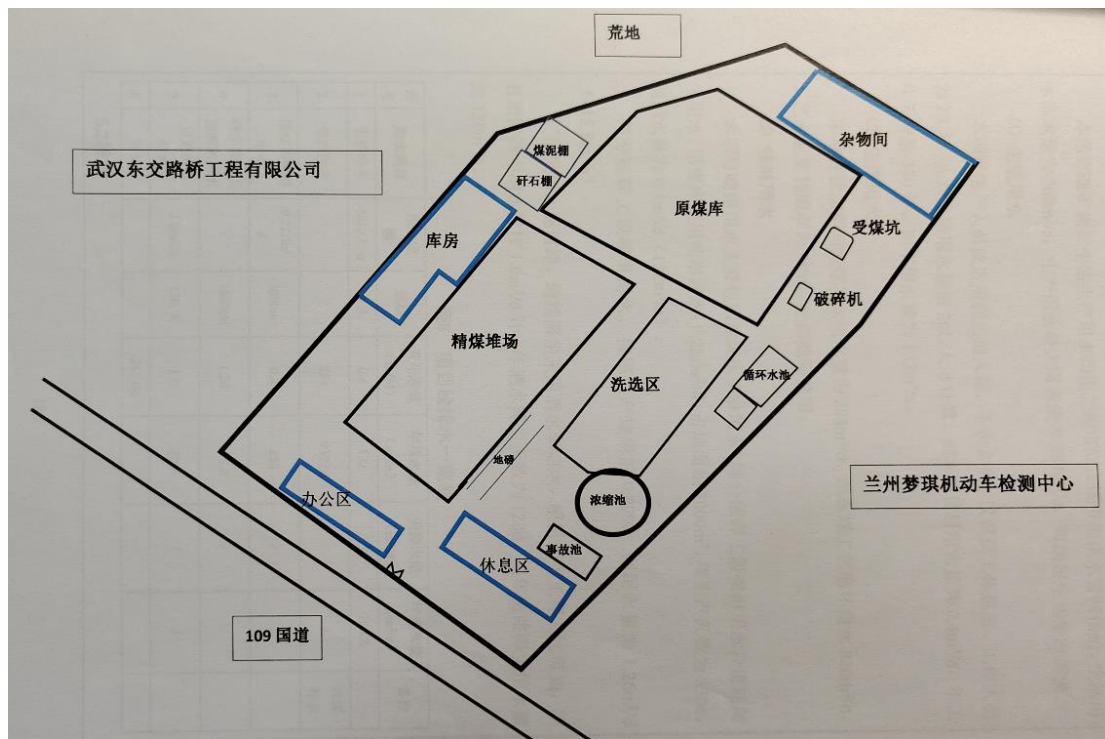 荒地
杂物间
煤泥棚
矸石棚
武汉东交路桥工程有限公司
原煤库
受煤坑
库房
破碎机
精煤堆场
循环水池
洗选区
地磅
兰州梦琪机动车检测中心
办公区
浓缩池
事故池
休息区
109 国道